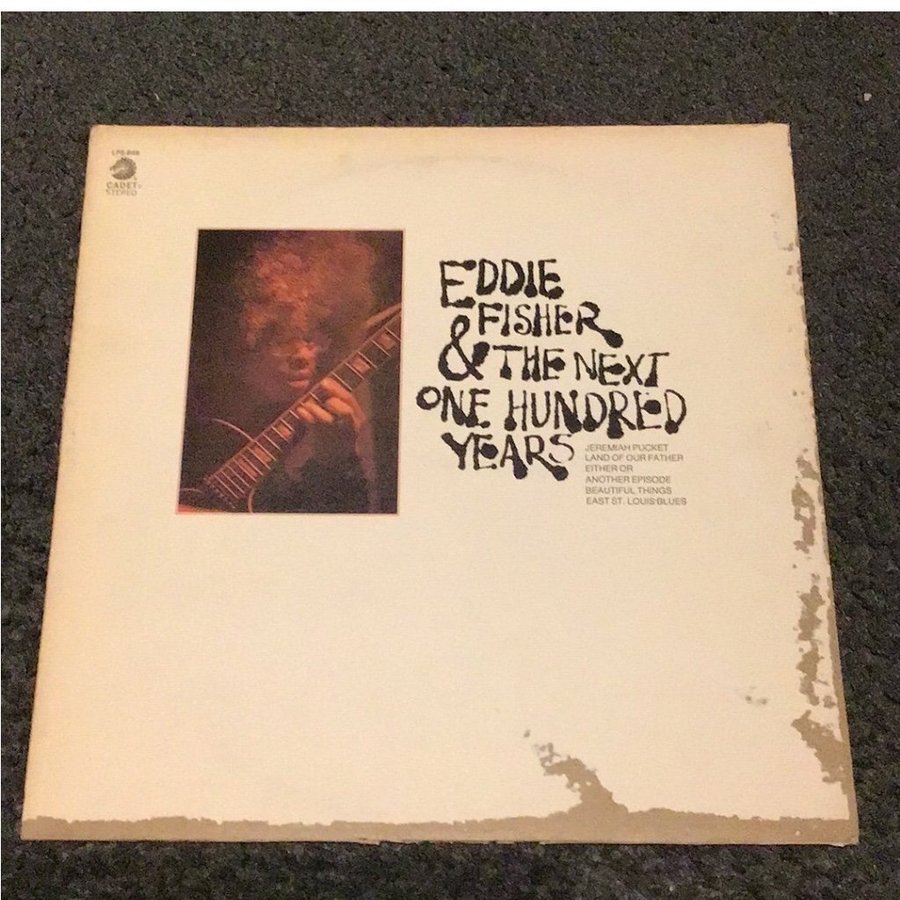 CADET
STEREO
EDDIE
FISHER
& THE NEXT
ONE HUNDRED
YEARS
JEREMIAH PUCKET
LAND OF OUR FATHER
EITHER OR
ANOTHER EPISODE
BEAUTIFUL THINGS
EAST ST. LOUIS BLUES